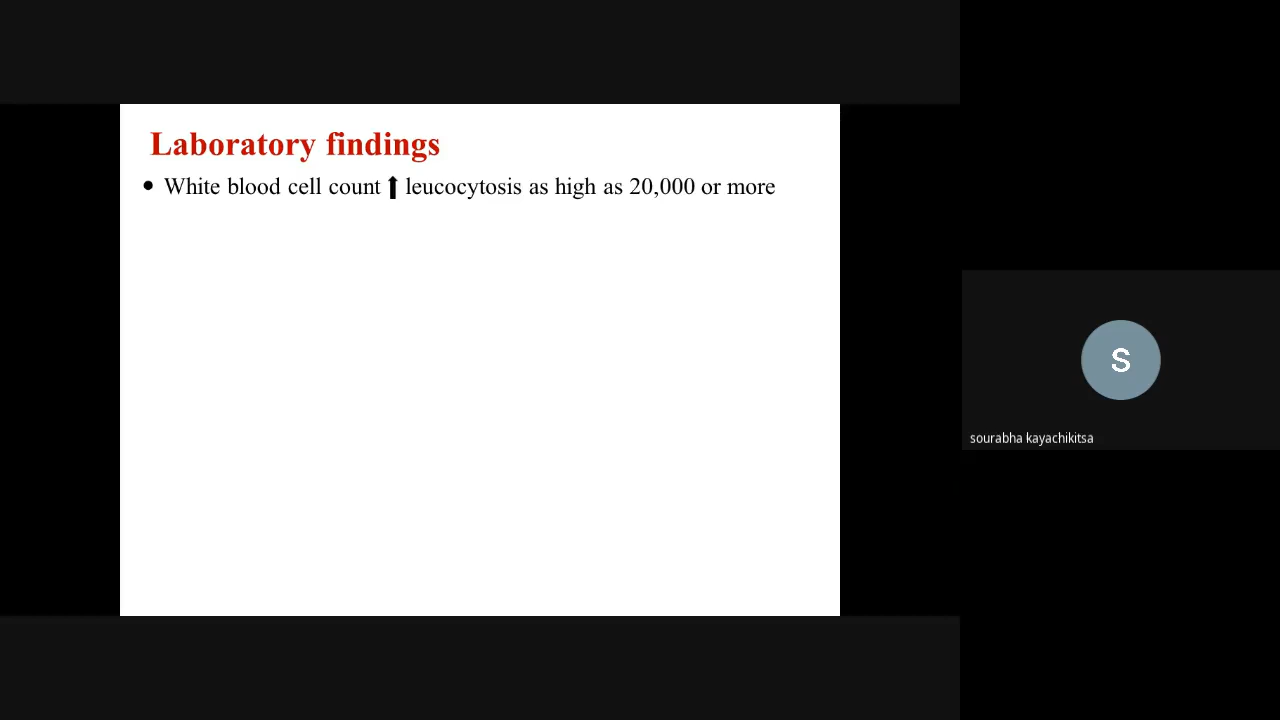 Laboratory findings
• White blood cell count ⬆ leucocytosis as high as 20,000 or more
S
sourabha kayachikitsa